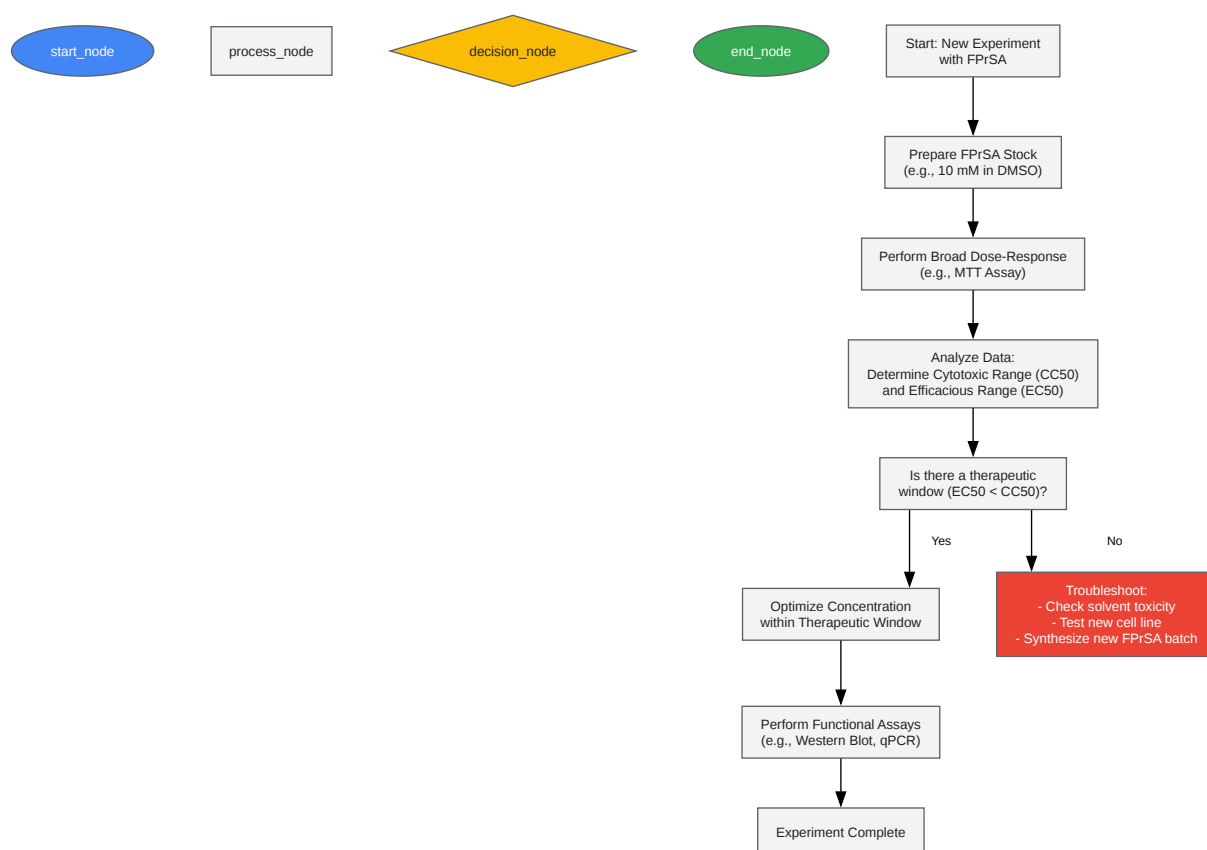 start_node
process_node
decision_node
end_node
Start: New Experiment
with FPrSA
Prepare FPrSA Stock
(e.g., 10 mM in DMSO)
Perform Broad Dose-Response
(e.g., MTT Assay)
Analyze Data:
Determine Cytotoxic Range (CC50)
and Efficacious Range (EC50)
Is there a therapeutic
window (EC50 < CC50)?
Yes
No
Optimize Concentration
within Therapeutic Window
Troubleshoot:
- Check solvent toxicity
- Test new cell line
- Synthesize new FPrSA batch
Perform Functional Assays
(e.g., Western Blot, qPCR)
Experiment Complete